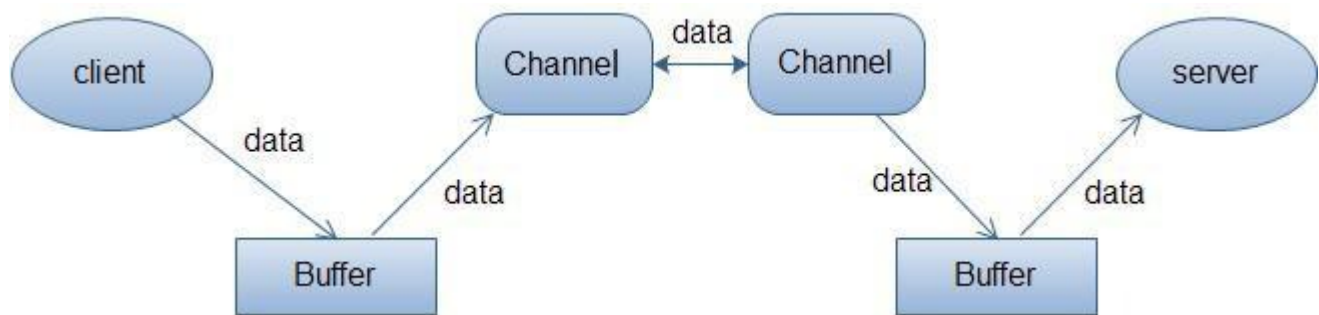 client
data
Buffer
data
Channel
data
Channel
data
Buffer
data
server